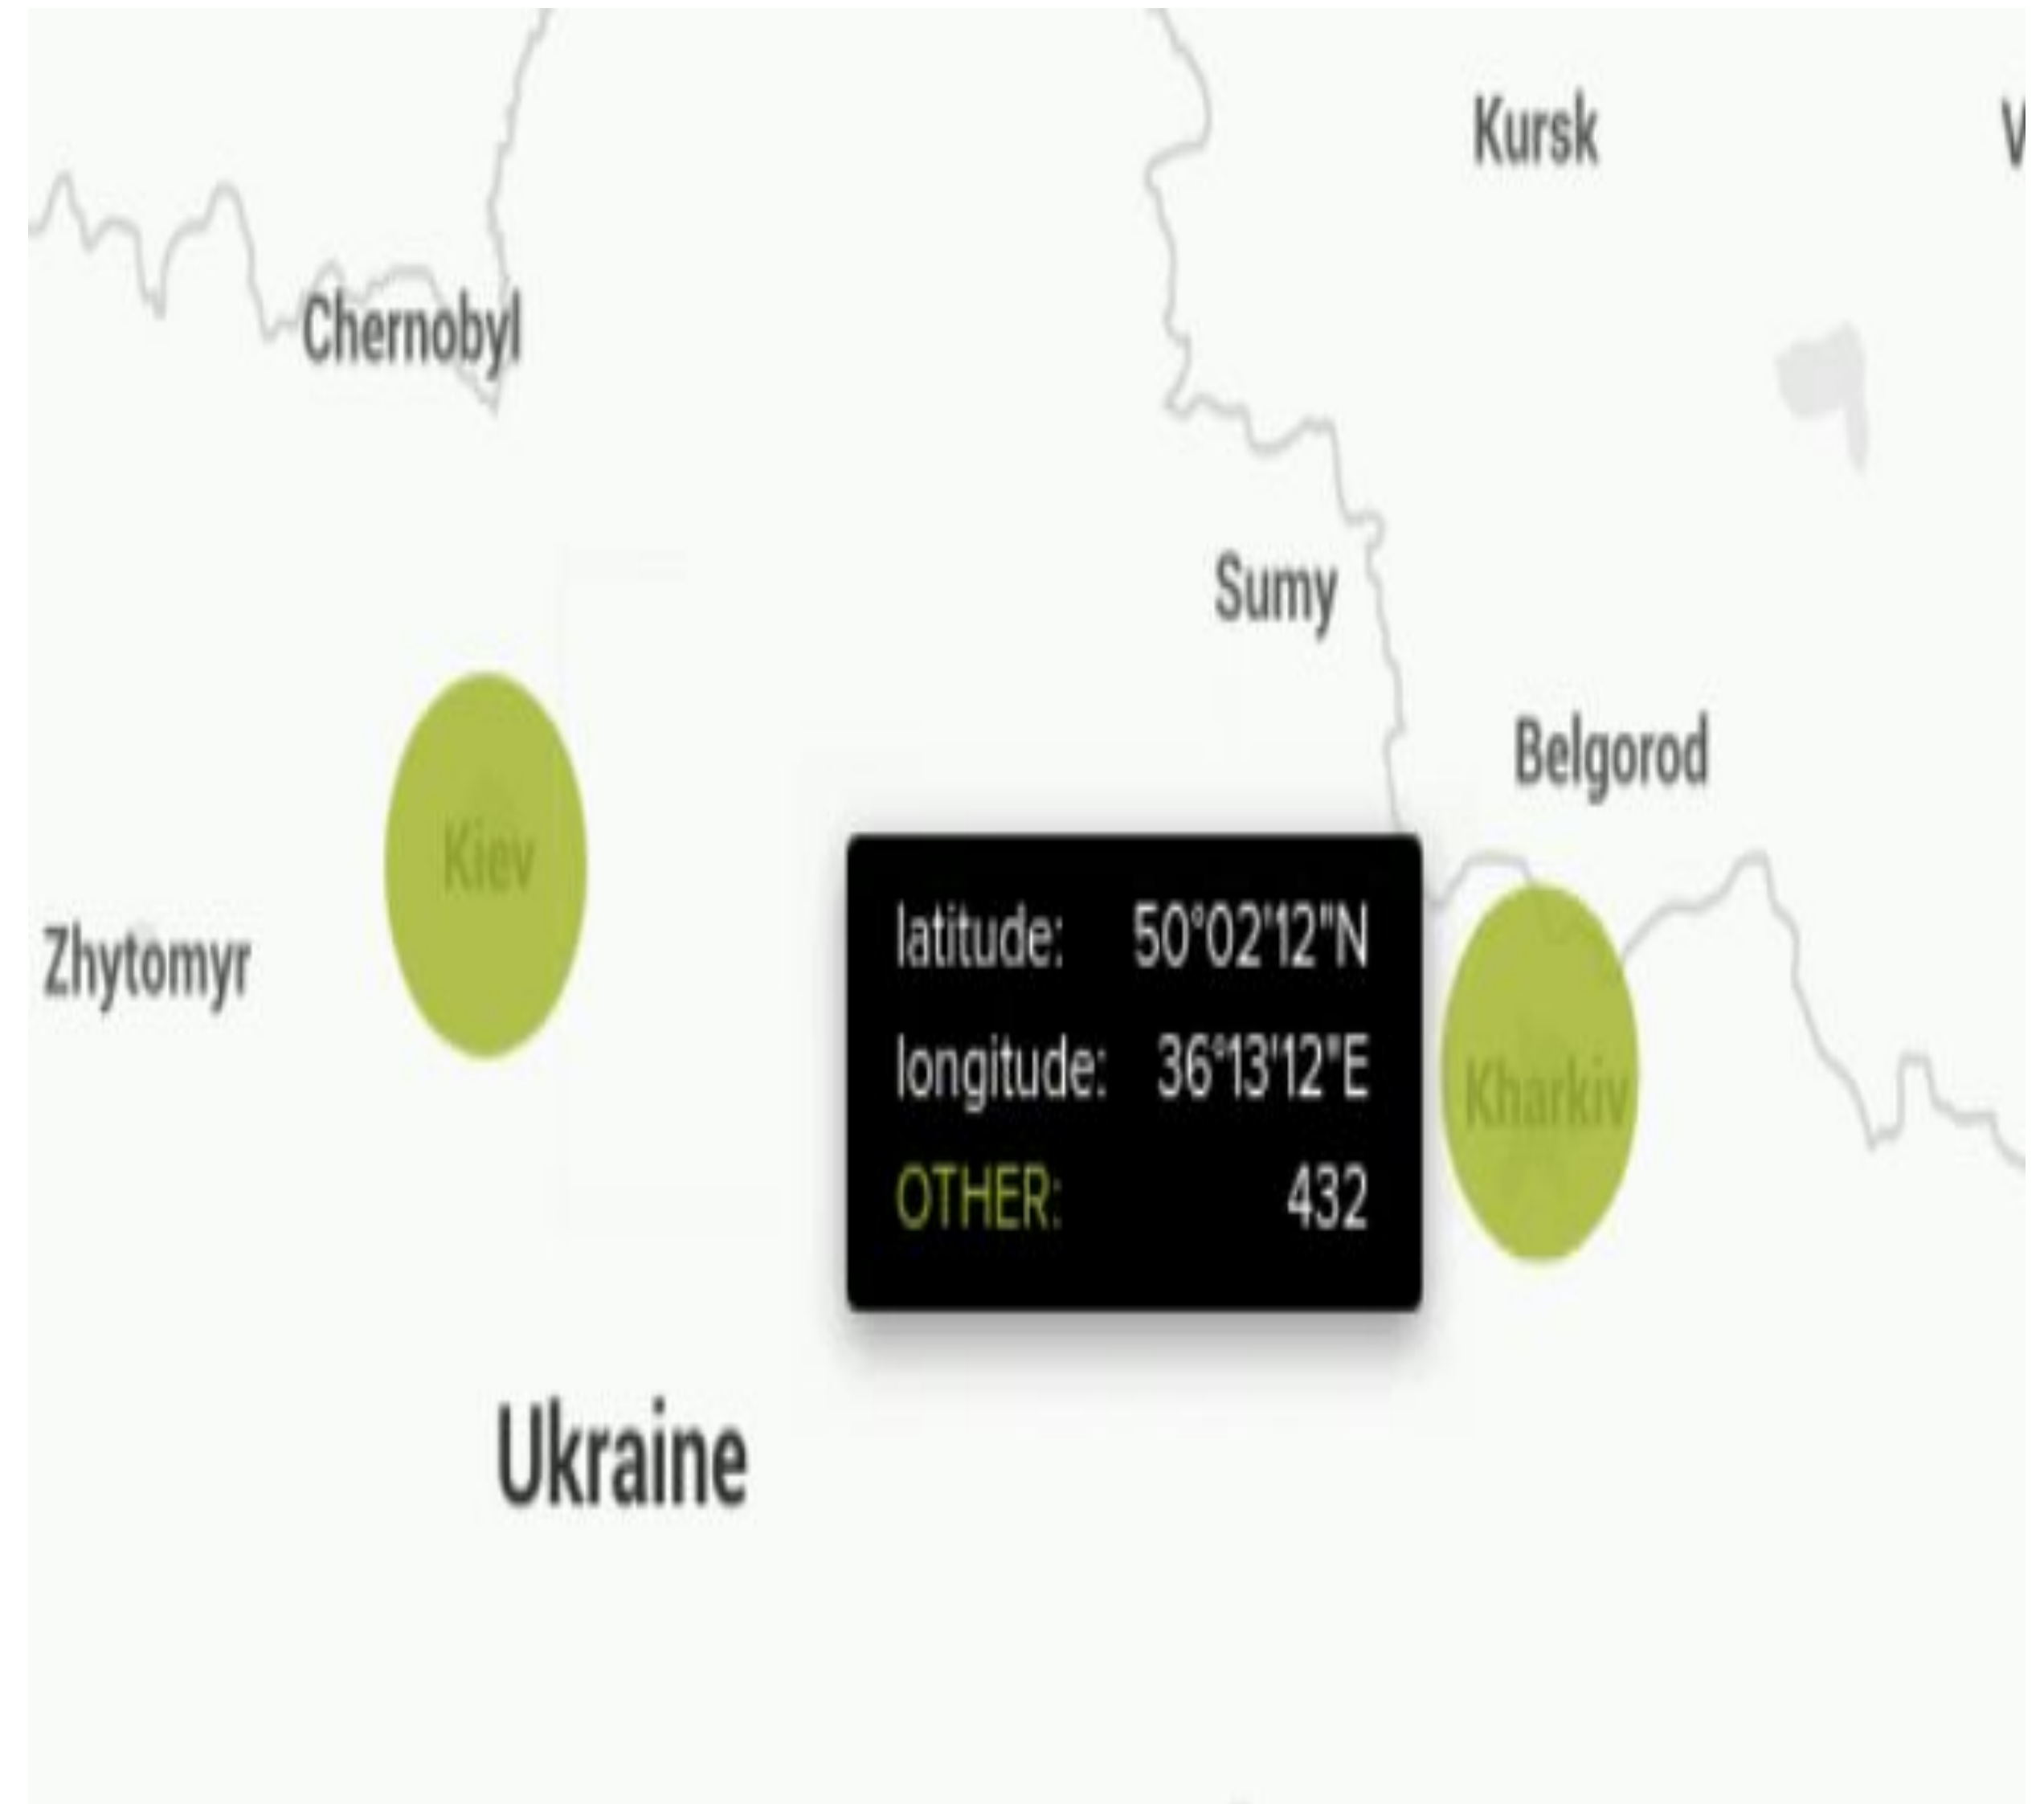 Kursk
V
Chernobyl
Sumy
Belgorod
Kiev
Zhytomyr
latitude: 50°02'12"N
longitude: 36°13'12"E
OTHER: 432
Kharkiv
Ukraine